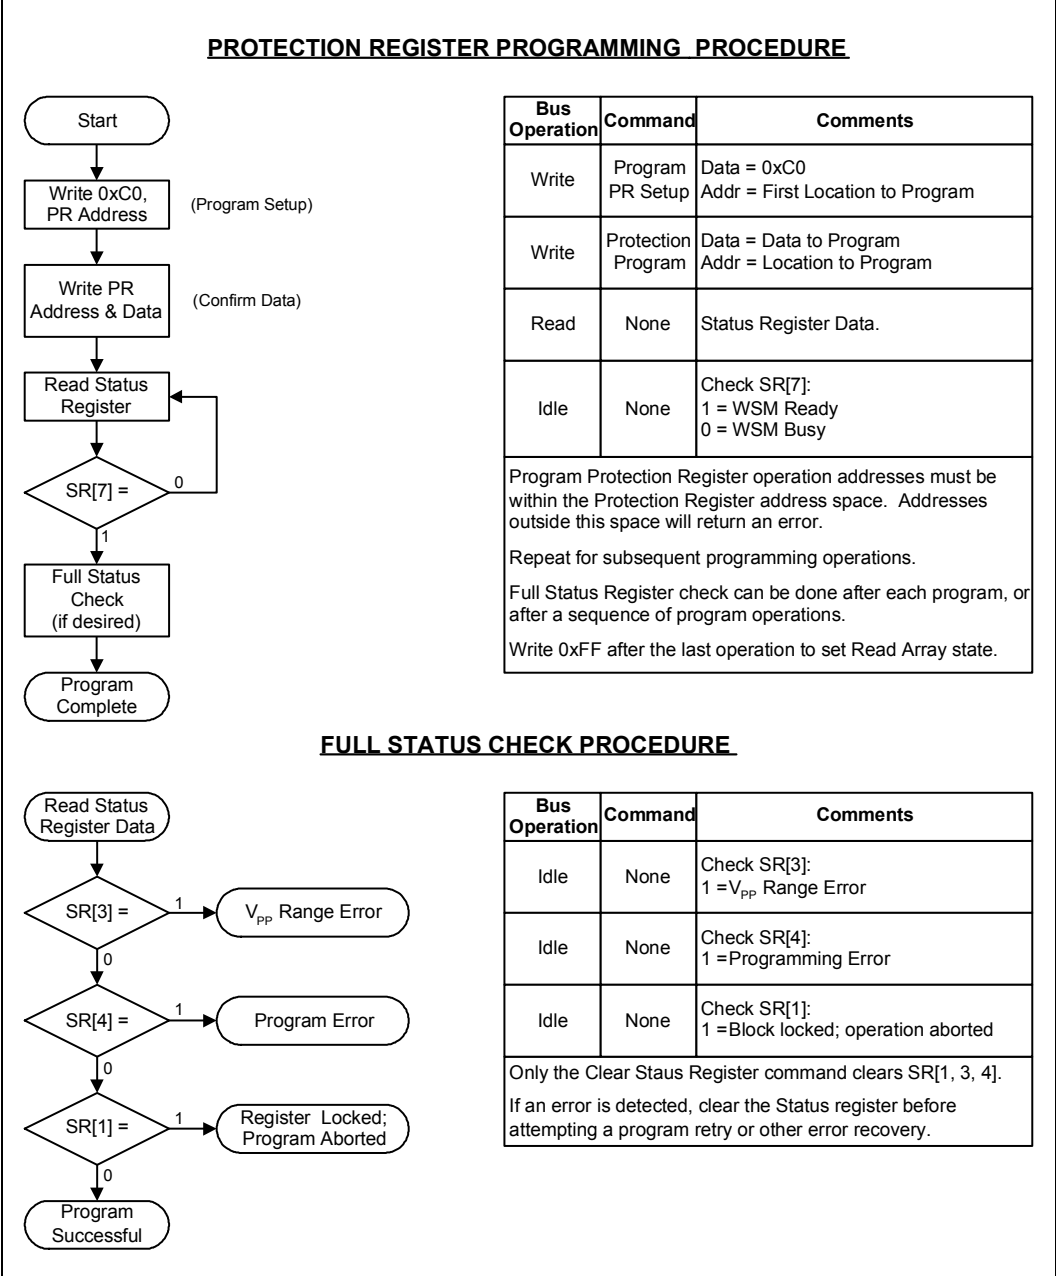 PROTECTION REGISTER PROGRAMMING PROCEDURE
Start
Write 0xC0,
PR Address
(Program Setup)
Write PR
Address & Data
(Confirm Data)
Read Status
Register
SR[7] =
0
1
Full Status
Check
(if desired)
Program
Complete
Bus
Operation
Command
Comments
Write
Program
PR Setup
Data = 0xC0
Addr = First Location to Program
Write
Protection
Program
Data = Data to Program
Addr = Location to Program
Read
None
Status Register Data.
Idle
None
Check SR[7]:
1 = WSM Ready
0 = WSM Busy
Program Protection Register operation addresses must be
within the Protection Register address space. Addresses
outside this space will return an error.
Repeat for subsequent programming operations.
Full Status Register check can be done after each program, or
after a sequence of program operations.
Write 0xFF after the last operation to set Read Array state.
FULL STATUS CHECK PROCEDURE
Read Status
Register Data
SR[3] =
1
VPP Range Error
0
SR[4] =
1
Program Error
0
SR[1] =
1
Register Locked;
Program Aborted
0
Program
Successful
Bus
Operation
Command
Comments
Idle
None
Check SR[3]:
1 =VPP Range Error
Idle
None
Check SR[4]:
1 =Programming Error
Idle
None
Check SR[1]:
1 =Block locked; operation aborted
Only the Clear Staus Register command clears SR[1, 3, 4].
If an error is detected, clear the Status register before
attempting a program retry or other error recovery.